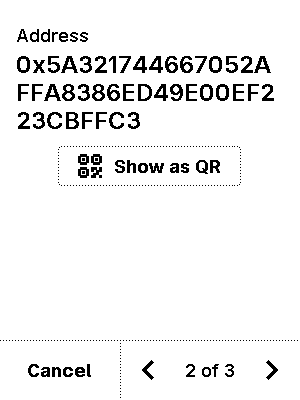 Address
0x5A321744667052A
FFA8386ED49E00EF2
23CBFFC3
Show as QR
Cancel
2 of 3